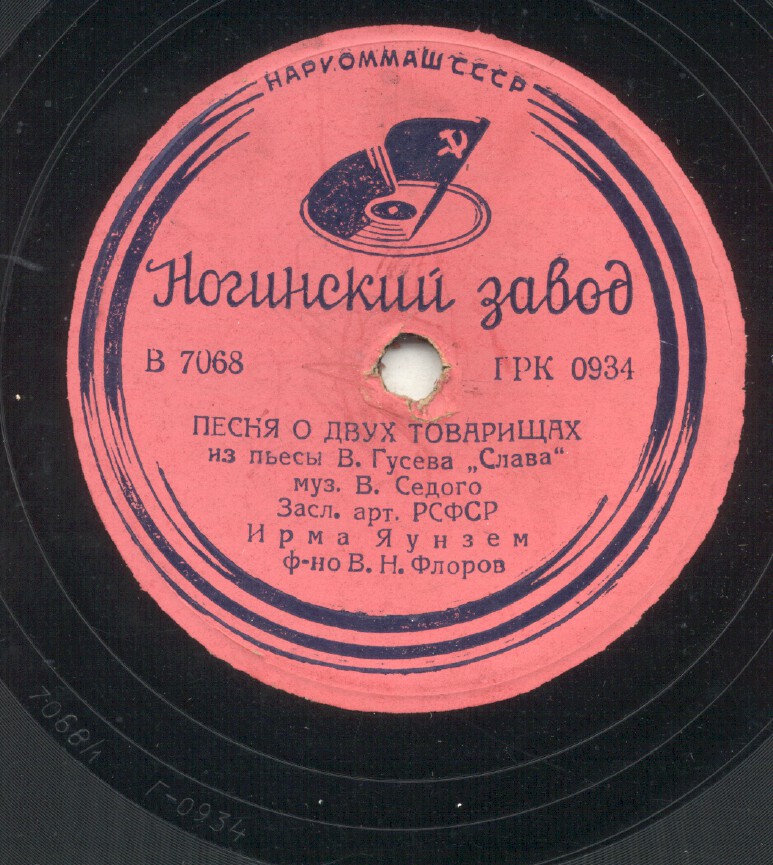 НАРКОММАШ СССР
Ногинский завод
В 7068 ГРК 0934
ПЕСНЯ О ДВУХ ТОВАРИЩАХ
из пьесы В. Гусева „Слава“
муз. В. Седого
Засл. арт. РСФСР
Ирма Яунзем
ф-но В. Н. Флоров
Г-0934